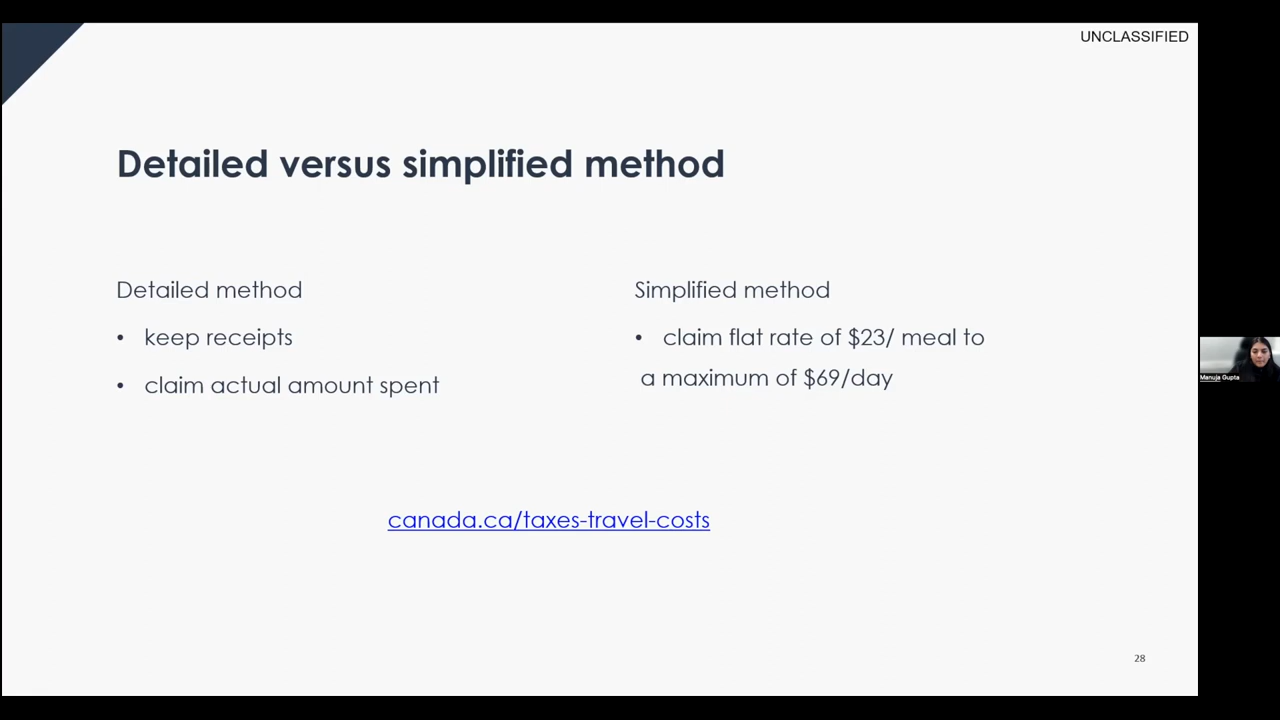 UNCLASSIFIED
Detailed versus simplified method
Detailed method
• keep receipts
• claim actual amount spent
Simplified method
• claim flat rate of $23/ meal to
a maximum of $69/day
canada.ca/taxes-travel-costs
28
Manuja Gupta